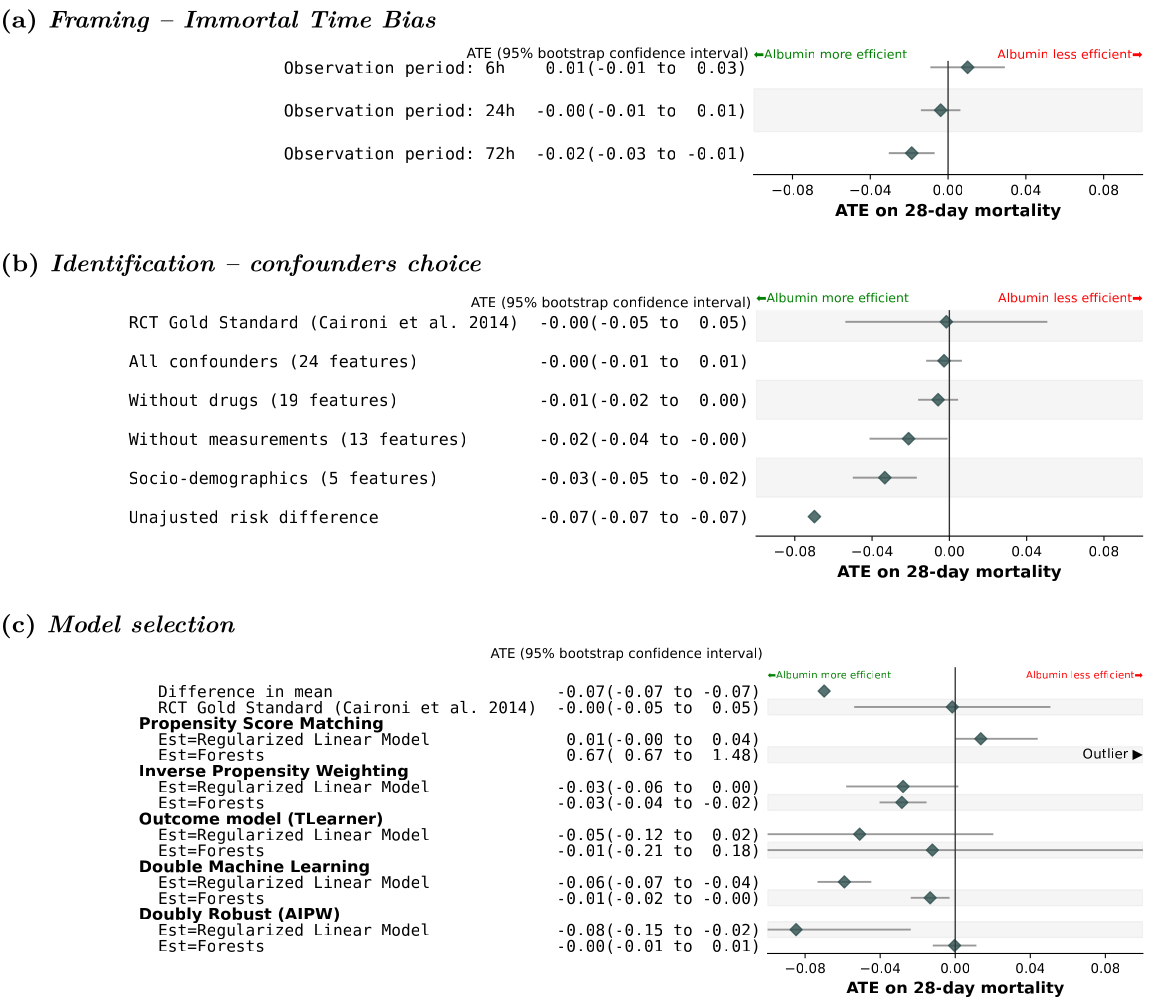 (a) Framing – Immortal Time Bias
ATE (95% bootstrap confidence interval) ⬅Albumin more efficient Albumin less efficient➡
Observation period: 6h 0.01(-0.01 to 0.03)
Observation period: 24h -0.00(-0.01 to 0.01)
Observation period: 72h -0.02(-0.03 to -0.01)
−0.08 −0.04 0.00 0.04 0.08
ATE on 28-day mortality
(b) Identification – confounders choice
ATE (95% bootstrap confidence interval) ⬅Albumin more efficient Albumin less efficient➡
RCT Gold Standard (Caironi et al. 2014) -0.00(-0.05 to 0.05)
All confounders (24 features) -0.00(-0.01 to 0.01)
Without drugs (19 features) -0.01(-0.02 to 0.00)
Without measurements (13 features) -0.02(-0.04 to -0.00)
Socio-demographics (5 features) -0.03(-0.05 to -0.02)
Unajusted risk difference -0.07(-0.07 to -0.07)
−0.08 −0.04 0.00 0.04 0.08
ATE on 28-day mortality
(c) Model selection
ATE (95% bootstrap confidence interval)
⬅Albumin more efficient Albumin less efficient➡
Difference in mean -0.07(-0.07 to -0.07)
RCT Gold Standard (Caironi et al. 2014) -0.00(-0.05 to 0.05)
Propensity Score Matching
Est=Regularized Linear Model 0.01(-0.00 to 0.04)
Est=Forests 0.67( 0.67 to 1.48) Outlier ▶
Inverse Propensity Weighting
Est=Regularized Linear Model -0.03(-0.06 to 0.00)
Est=Forests -0.03(-0.04 to -0.02)
Outcome model (TLearner)
Est=Regularized Linear Model -0.05(-0.12 to 0.02)
Est=Forests -0.01(-0.21 to 0.18)
Double Machine Learning
Est=Regularized Linear Model -0.06(-0.07 to -0.04)
Est=Forests -0.01(-0.02 to -0.00)
Doubly Robust (AIPW)
Est=Regularized Linear Model -0.08(-0.15 to -0.02)
Est=Forests -0.00(-0.01 to 0.01)
−0.08 −0.04 0.00 0.04 0.08
ATE on 28-day mortality